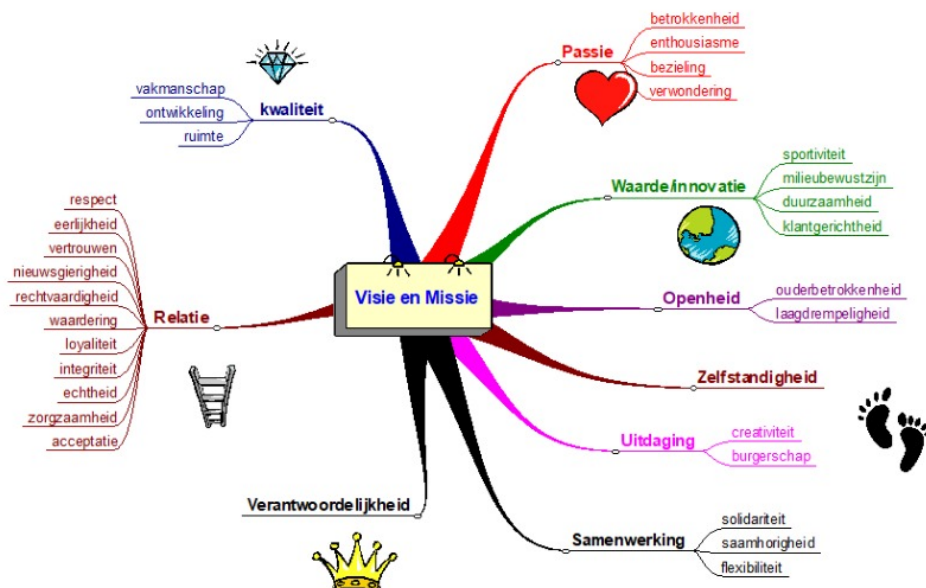 Visie en Missie
Passie
betrokkenheid
enthousiasme
bezieling
verwondering
Waarde/innovatie
sportiviteit
milieubewustzijn
duurzaamheid
klantgerichtheid
Openheid
ouderbetrokkenheid
laagdrempeligheid
Zelfstandigheid
Uitdaging
creativiteit
burgerschap
Samenwerking
solidariteit
saamhorigheid
flexibiliteit
Verantwoordelijkheid
Relatie
respect
eerlijkheid
vertrouwen
nieuwsgierigheid
rechtvaardigheid
waardering
loyaliteit
integriteit
echtheid
zorgzaamheid
acceptatie
kwaliteit
vakmanschap
ontwikkeling
ruimte